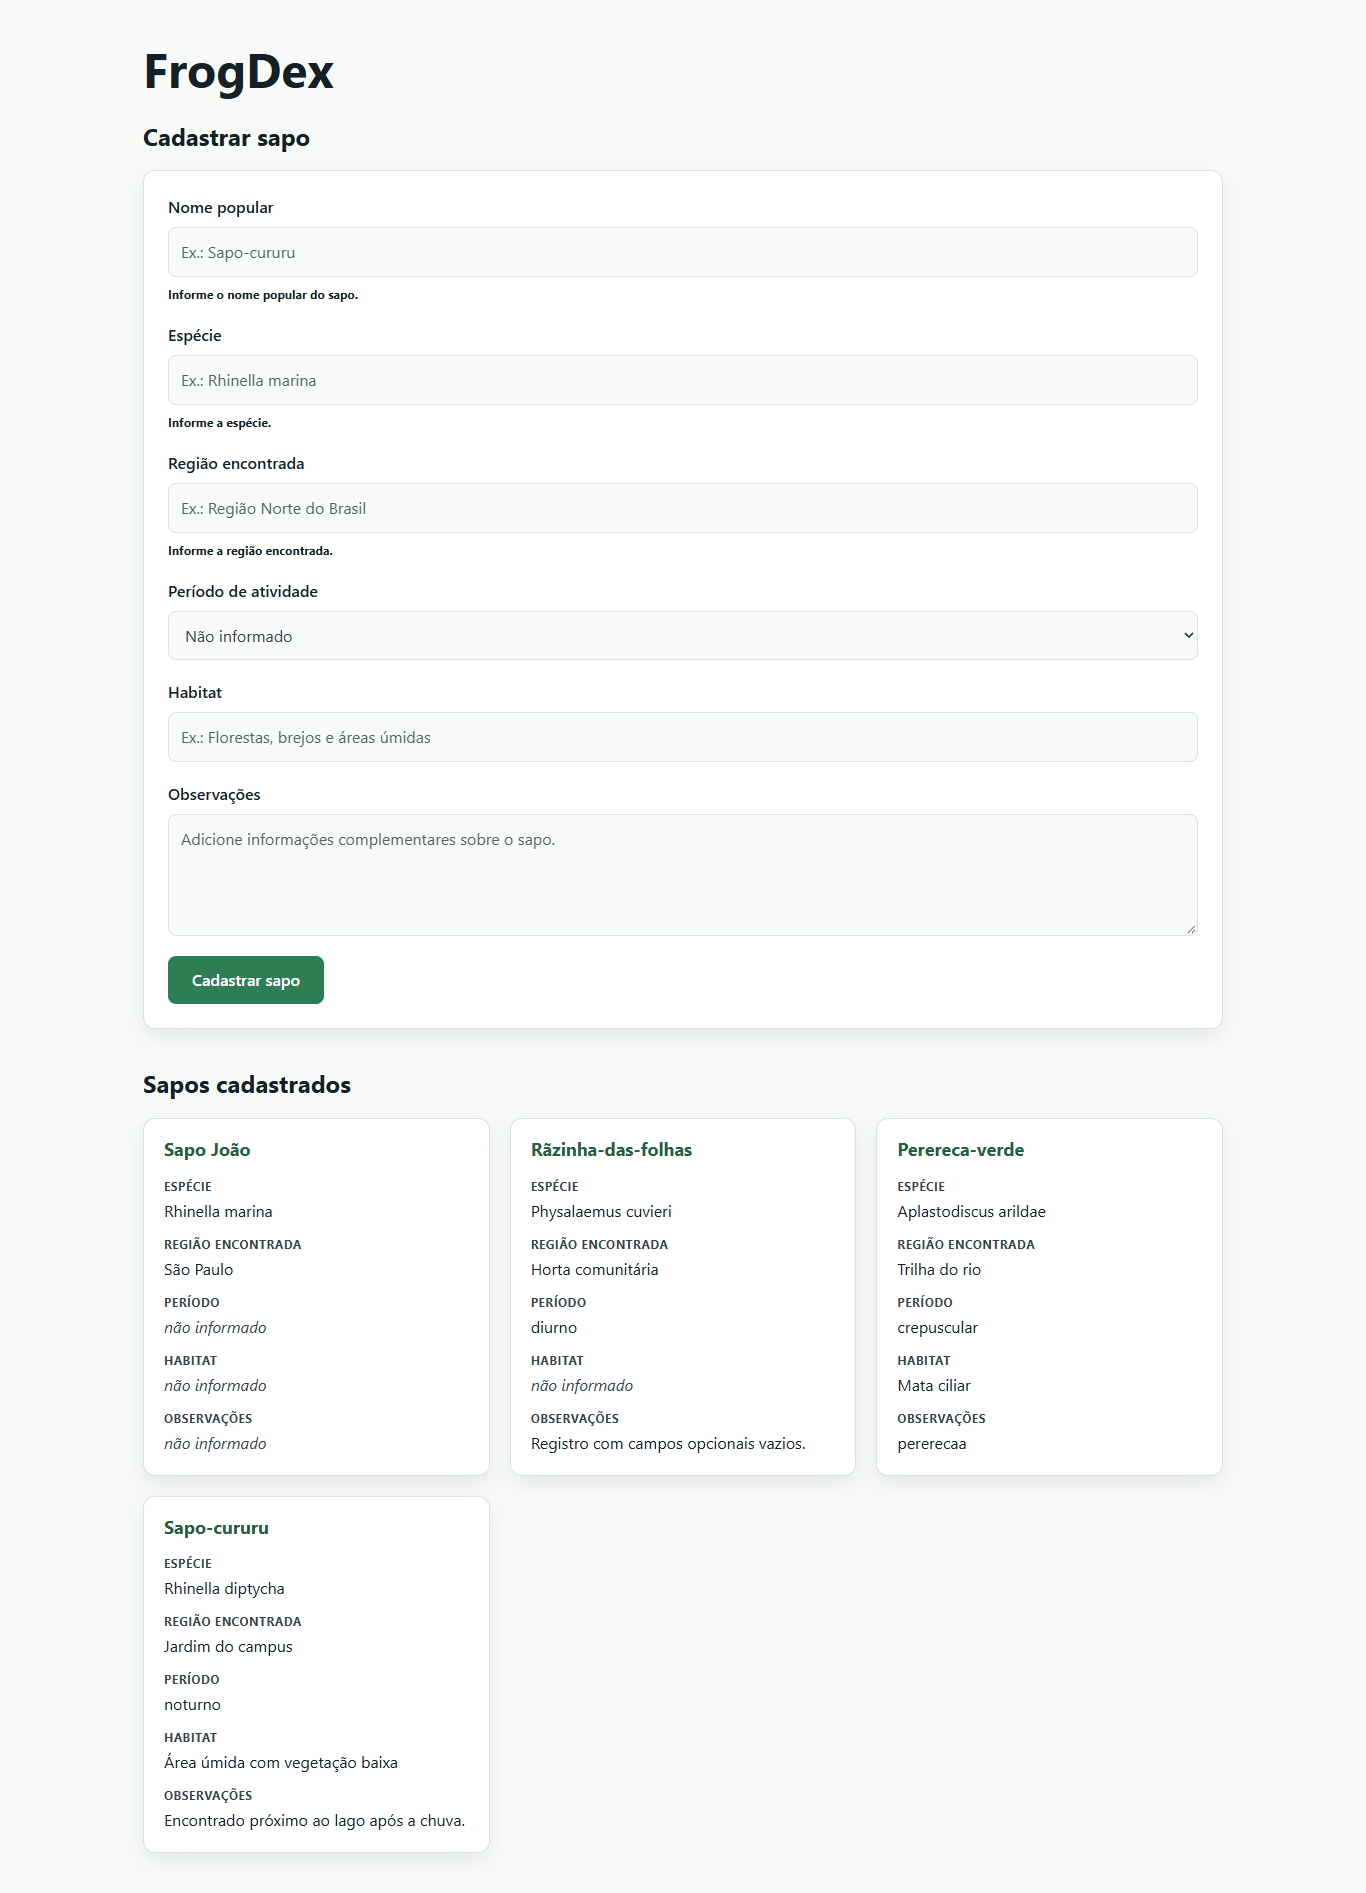 FrogDex
Cadastrar sapo
Nome popular
Ex.: Sapo-cururu
Informe o nome popular do sapo.
Espécie
Ex.: Rhinella marina
Informe a espécie.
Região encontrada
Ex.: Região Norte do Brasil
Informe a região encontrada.
Período de atividade
Não informado
Habitat
Ex.: Florestas, brejos e áreas úmidas
Observações
Adicione informações complementares sobre o sapo.
Cadastrar sapo
Sapos cadastrados
Sapo João
ESPÉCIE
Rhinella marina
REGIÃO ENCONTRADA
São Paulo
PERÍODO
não informado
HABITAT
não informado
OBSERVAÇÕES
não informado
Rãzinha-das-folhas
ESPÉCIE
Physalaemus cuvieri
REGIÃO ENCONTRADA
Horta comunitária
PERÍODO
diurno
HABITAT
não informado
OBSERVAÇÕES
Registro com campos opcionais vazios.
Perereca-verde
ESPÉCIE
Aplastodiscus arildae
REGIÃO ENCONTRADA
Trilha do rio
PERÍODO
crepuscular
HABITAT
Mata ciliar
OBSERVAÇÕES
pererecaa
Sapo-cururu
ESPÉCIE
Rhinella diptycha
REGIÃO ENCONTRADA
Jardim do campus
PERÍODO
noturno
HABITAT
Área úmida com vegetação baixa
OBSERVAÇÕES
Encontrado próximo ao lago após a chuva.